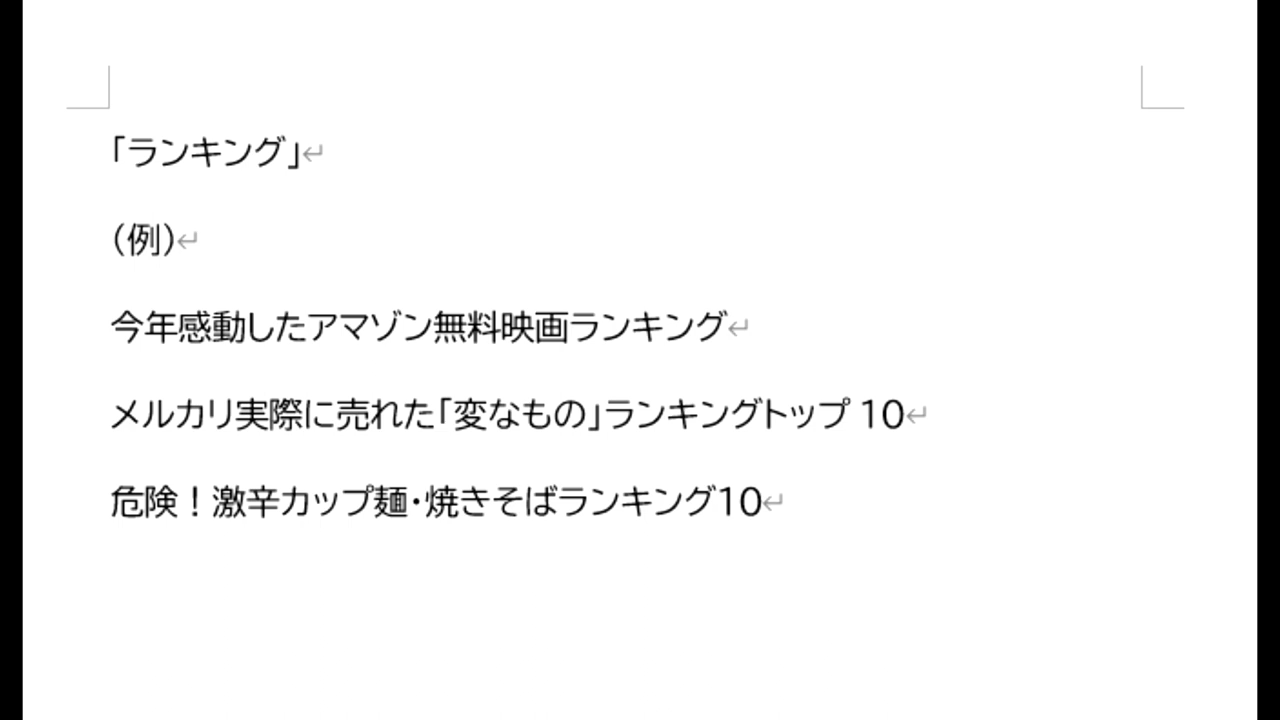 「ランキング」
(例)
今年感動したアマゾン無料映画ランキング
メルカリ実際に売れた「変なもの」ランキングトップ 10
危険！激辛カップ麺・焼きそばランキング10